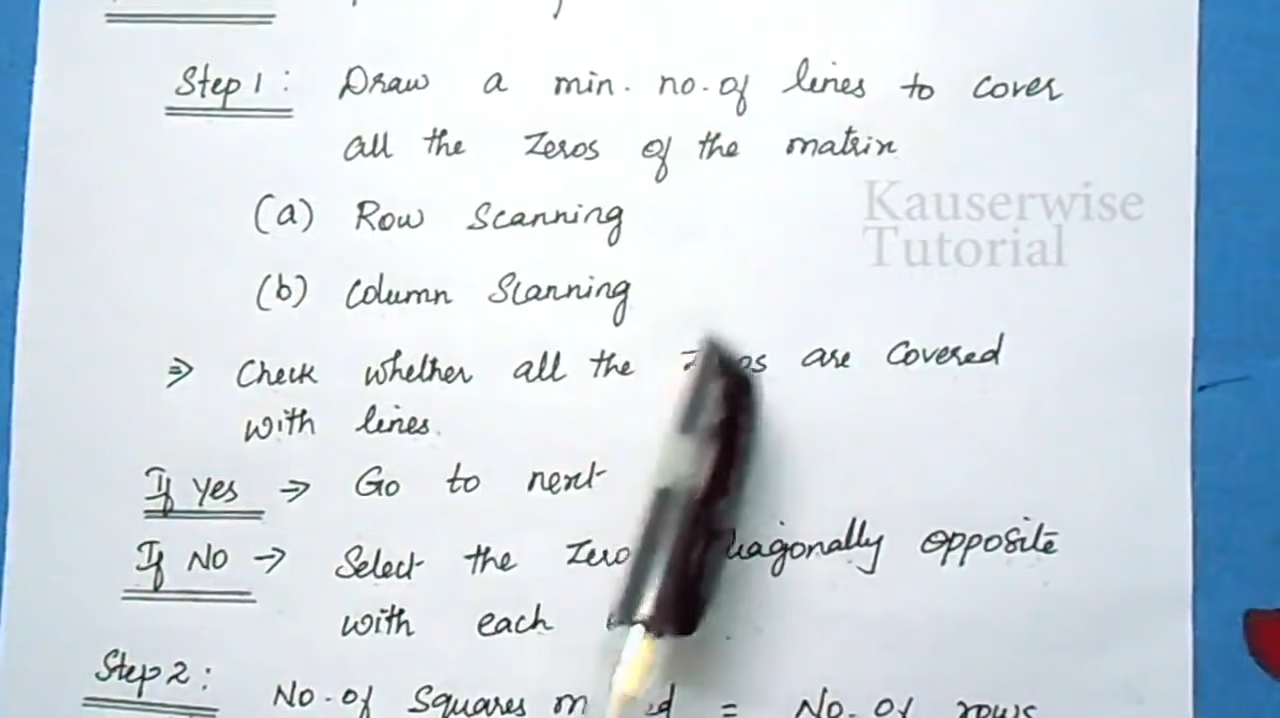 Step 1: Draw a min. no. of lines to cover
all the zeros of the matrix
Kauserwise
Tutorial
(a) Row Scanning
(b) Column Scanning
⇒ Check whether all the are covered
with lines.
If Yes → Go to next
If No → Select the zero diagonally opposite
with each
Step 2: No. of Squares = No. of rows